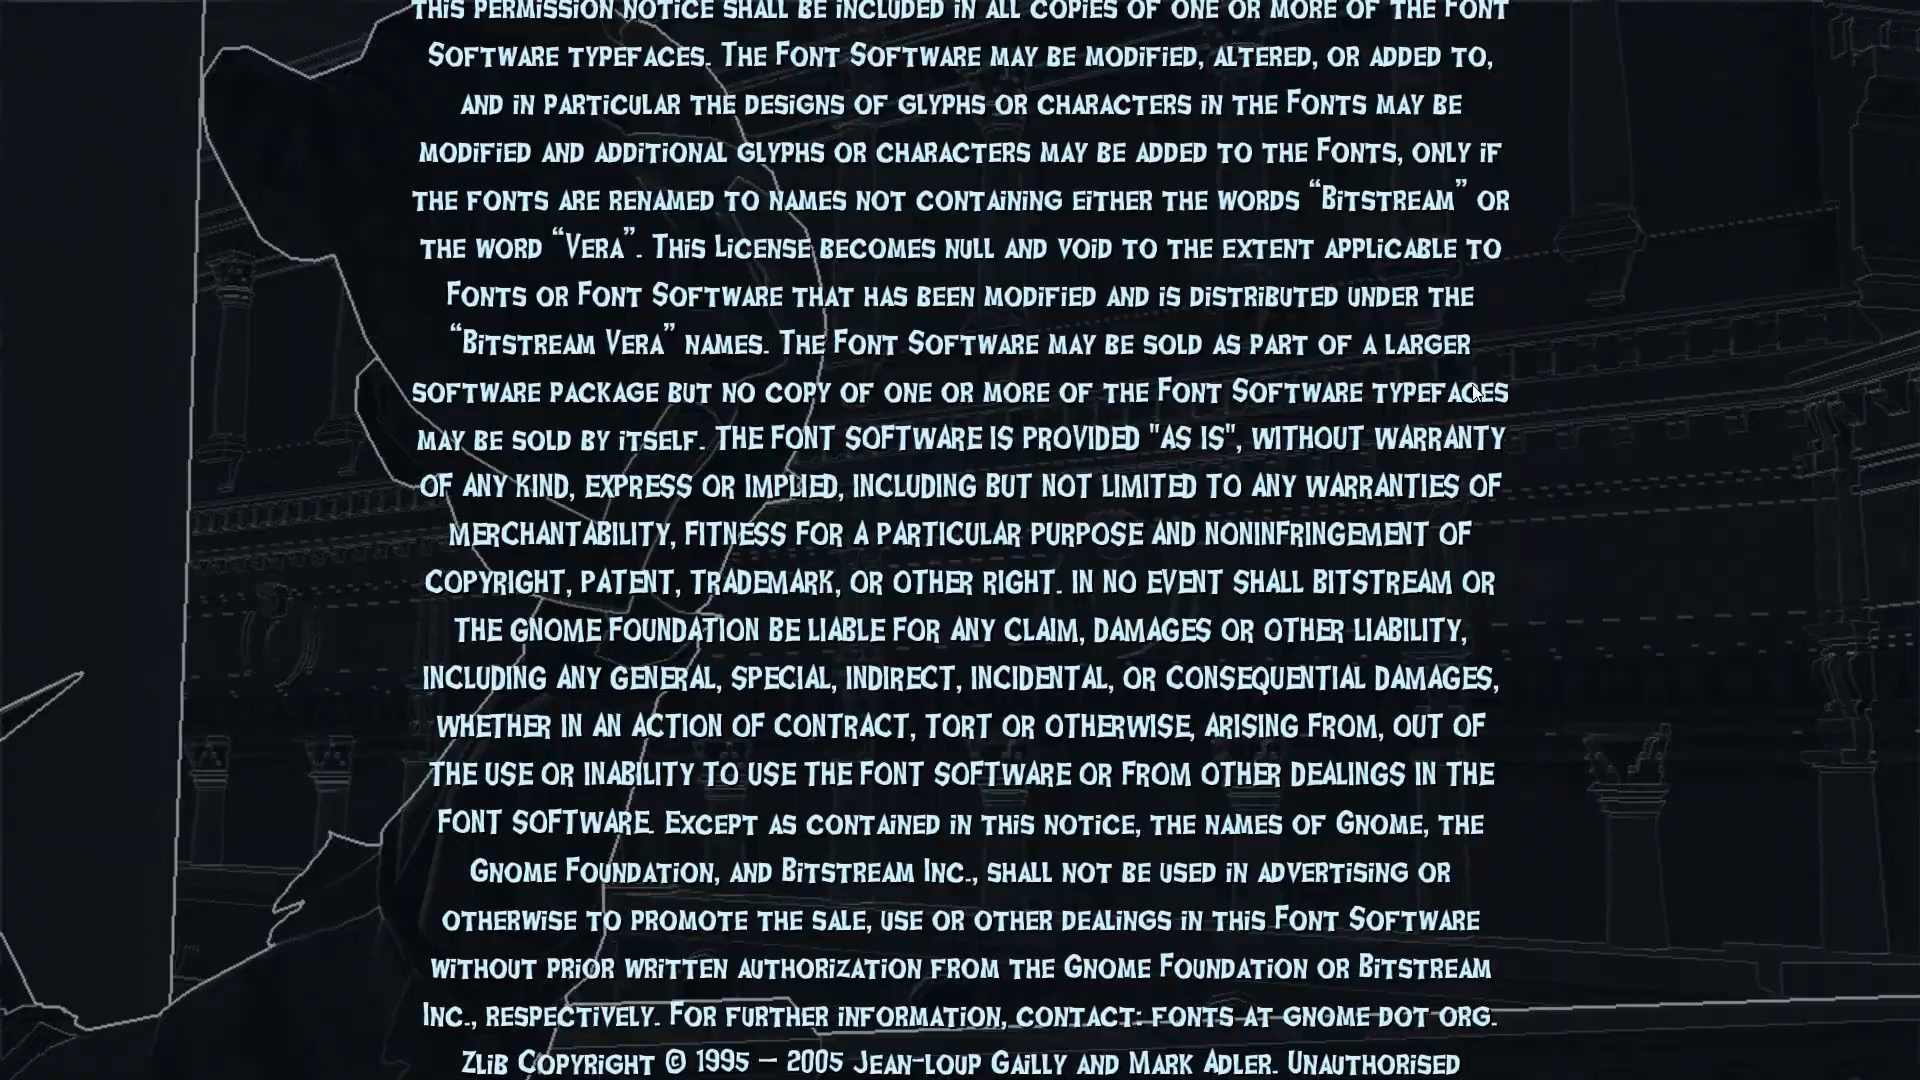 this permission notice shall be included in all copies of one or more of the Font
Software typefaces. The Font Software may be modified, altered, or added to,
and in particular the designs of glyphs or characters in the Fonts may be
modified and additional glyphs or characters may be added to the Fonts, only if
the fonts are renamed to names not containing either the words “Bitstream” or
the word “Vera”. This License becomes null and void to the extent applicable to
Fonts or Font Software that has been modified and is distributed under the
“Bitstream Vera” names. The Font Software may be sold as part of a larger
software package but no copy of one or more of the Font Software typefaces
may be sold by itself. THE FONT SOFTWARE IS PROVIDED "AS IS", WITHOUT WARRANTY
OF ANY KIND, EXPRESS OR IMPLIED, INCLUDING BUT NOT LIMITED TO ANY WARRANTIES OF
MERCHANTABILITY, FITNESS FOR A PARTICULAR PURPOSE AND NONINFRINGEMENT OF
COPYRIGHT, PATENT, TRADEMARK, OR OTHER RIGHT. IN NO EVENT SHALL BITSTREAM OR
THE GNOME FOUNDATION BE LIABLE FOR ANY CLAIM, DAMAGES OR OTHER LIABILITY,
INCLUDING ANY GENERAL, SPECIAL, INDIRECT, INCIDENTAL, OR CONSEQUENTIAL DAMAGES,
WHETHER IN AN ACTION OF CONTRACT, TORT OR OTHERWISE, ARISING FROM, OUT OF
THE USE OR INABILITY TO USE THE FONT SOFTWARE OR FROM OTHER DEALINGS IN THE
FONT SOFTWARE. Except as contained in this notice, the names of Gnome, the
Gnome Foundation, and Bitstream Inc., shall not be used in advertising or
otherwise to promote the sale, use or other dealings in this Font Software
without prior written authorization from the Gnome Foundation or Bitstream
Inc., respectively. For further information, contact: fonts at gnome dot org.
Zlib Copyright © 1995 – 2005 Jean-loup Gailly and Mark Adler. Unauthorised